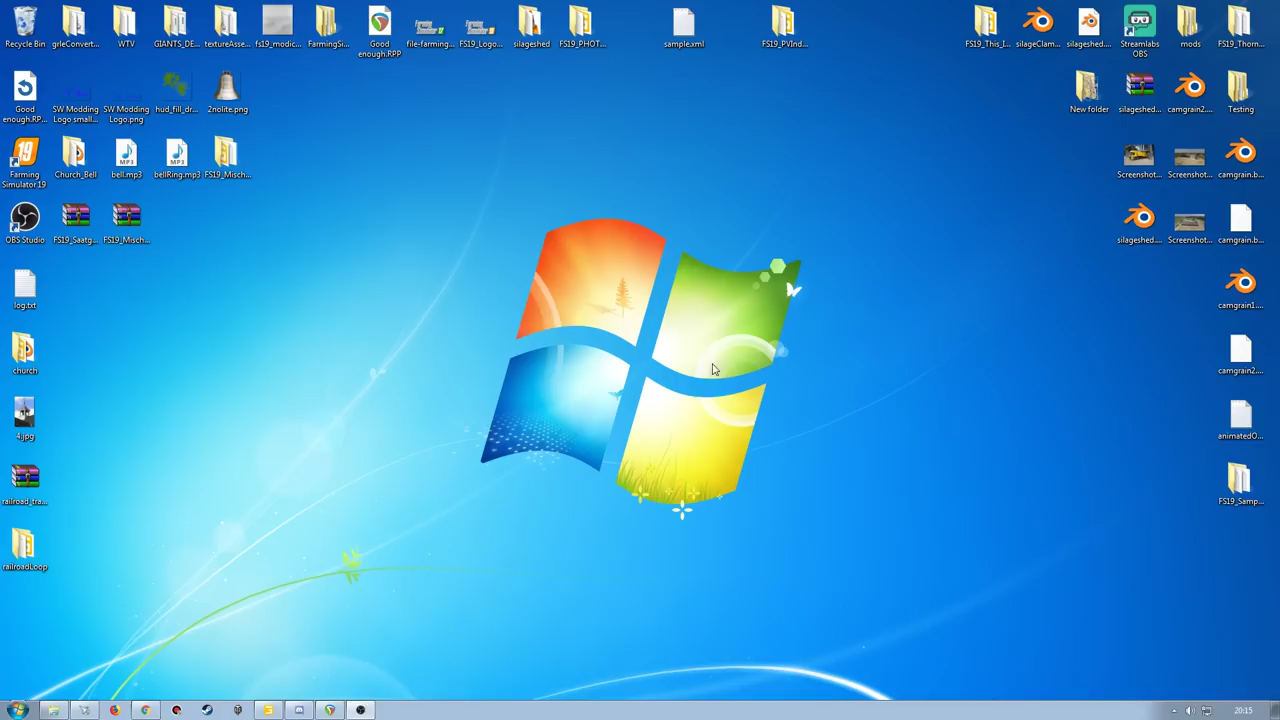 Recycle Bin
grleConvert...
WTV
GIANTS_DE...
textureAsse...
fs19_modic...
FarmingSi...
Good
enough.RPP
file-farming...
FS19_Logo...
silageshed
FS19_PHOT...
sample.xml
FS19_PVInd...
FS19_This_I...
silageClam...
silageshed....
Streamlabs
OBS
mods
FS19_Thorn...
Good
enough.RP...
SW Modding
Logo small...
SW Modding
Logo.png
hud_fill_dr...
2nolite.png
New folder
silageshed...
camgrain2....
Testing
19
Farming
Simulator 19
Church_Bell
MP3
bell.mp3
MP3
bellRing.mp3
FS19_Misch...
Screenshot...
Screenshot...
camgrain.b...
OBS Studio
FS19_Saatg...
FS19_Misch...
silageshed....
Screenshot...
camgrain.b...
log.txt
camgrain1....
church
camgrain2....
4.jpg
animatedO...
railroad_tra...
FS19_Samp...
railroadLoop
20:15